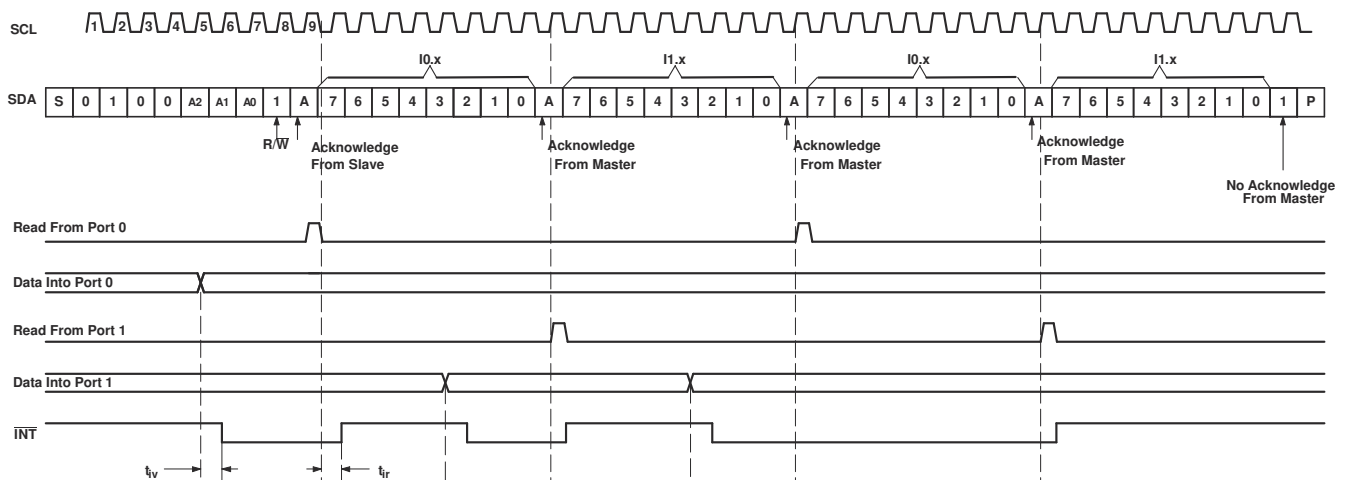 SCL 1 2 3 4 5 6 7 8 9
I0.x I1.x I0.x I1.x
SDA S 0 1 0 0 A2 A1 A0 1 A 7 6 5 4 3 2 1 0 A 7 6 5 4 3 2 1 0 A 7 6 5 4 3 2 1 0 A 7 6 5 4 3 2 1 0 1 P
R/W Acknowledge Acknowledge Acknowledge Acknowledge
From Slave From Master From Master From Master
No Acknowledge
From Master
Read From Port 0
Data Into Port 0
Read From Port 1
Data Into Port 1
INT
tiv tir